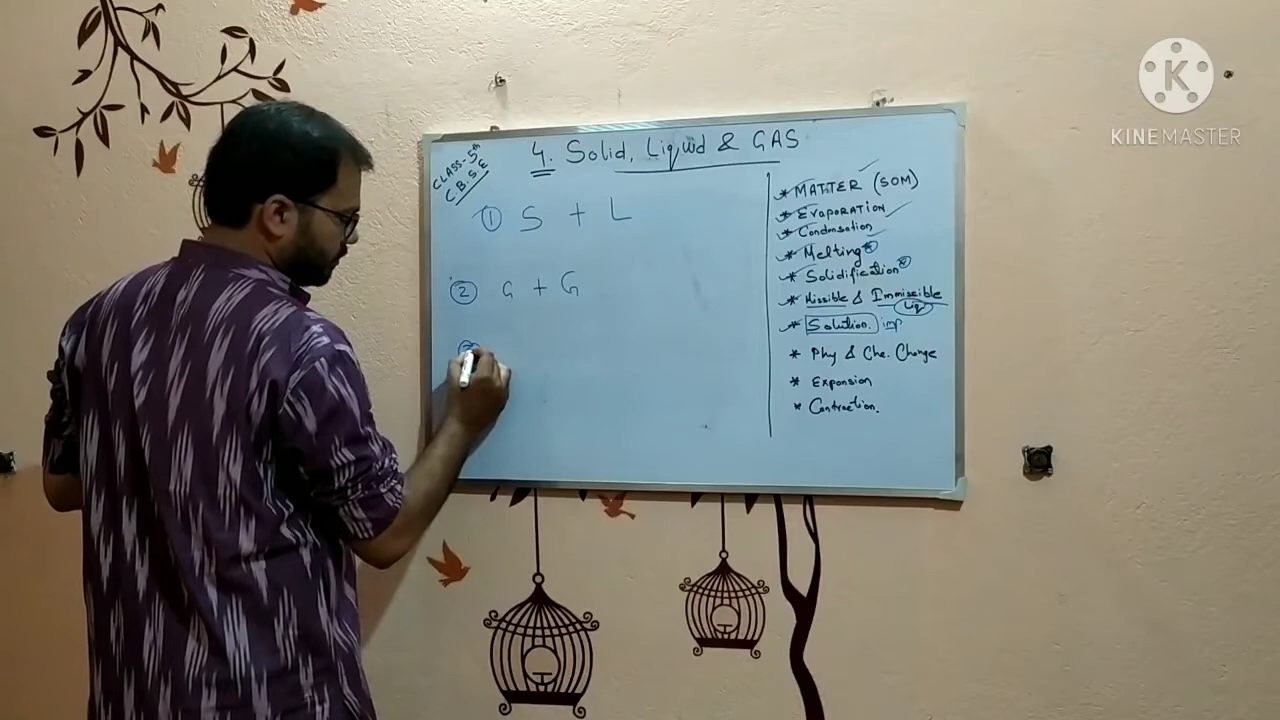 CLASS-5th
C.B.S.E
4. Solid, Liquid & GAS
① S + L
② G + G
* MATTER (SOM)
* EVAPORATION
* Condensation
* Melting
* Solidification
* Missible & Immissible
Liq
* Solution. imp
* Phy & Che. Change
* Expansion
* Contraction.
K
KINEMASTER